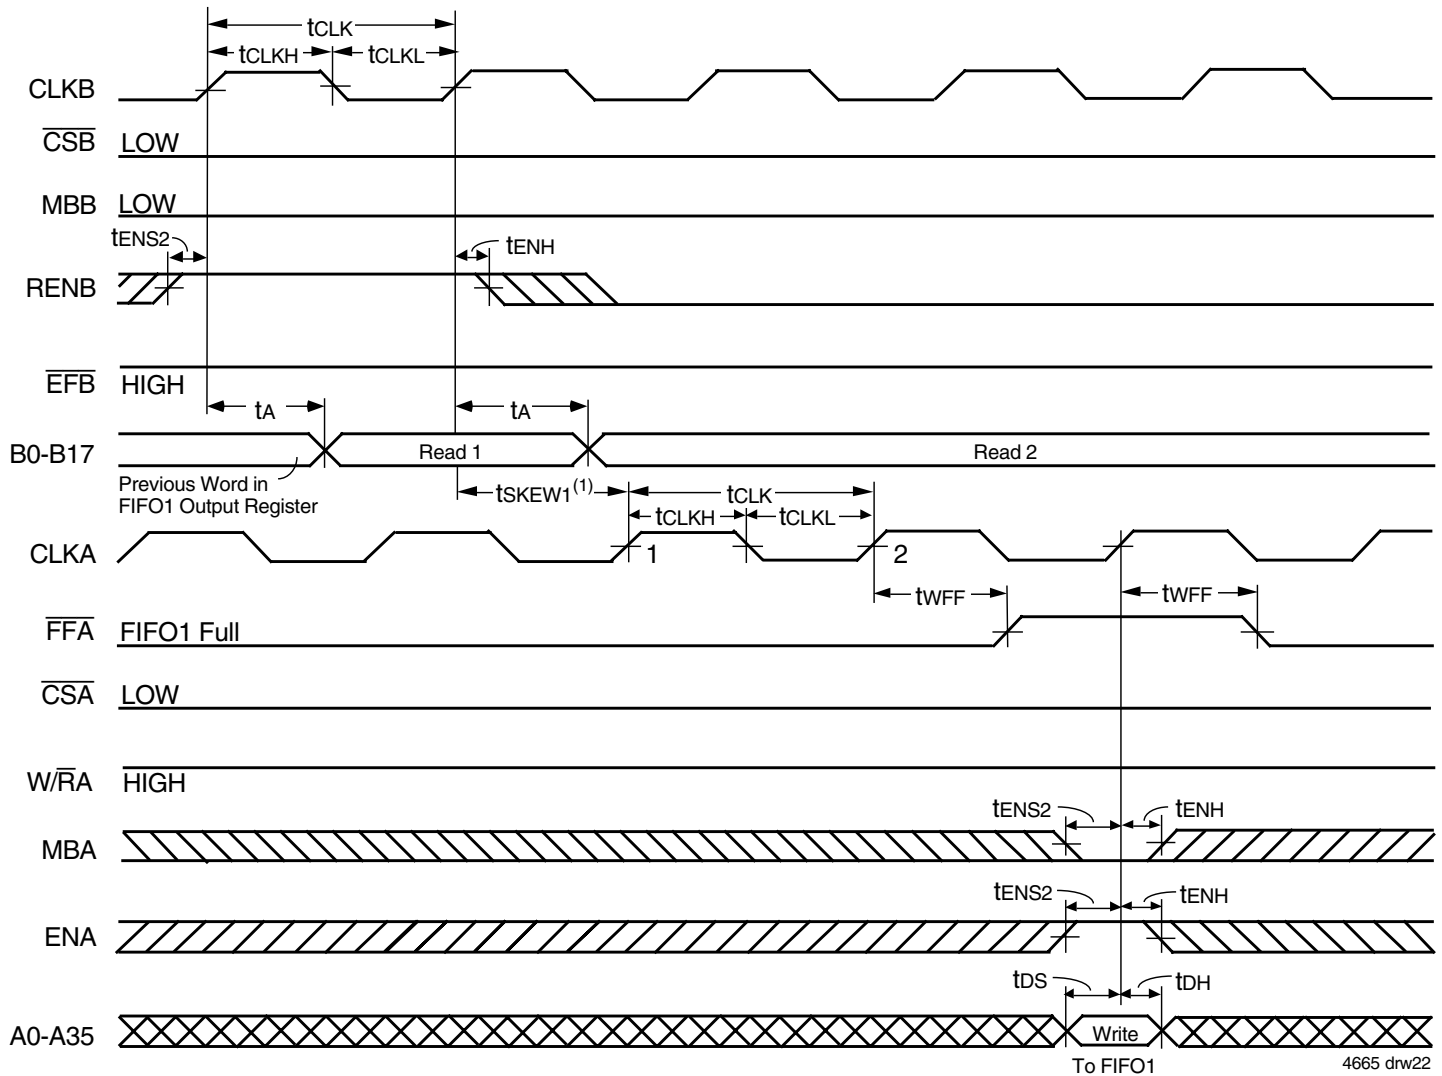 tCLK
tCLKH tCLKL
CLKB
CSB LOW
MBB LOW
tENS2 tENH
RENB
EFB HIGH
tA tA
B0-B17 Read 1 Read 2
Previous Word in
FIFO1 Output Register
tSKEW1(1) tCLK
tCLKH tCLKL
CLKA 1 2
tWFF tWFF
FFA FIFO1 Full
CSA LOW
W/RA HIGH
tENS2 tENH
MBA
tENS2 tENH
ENA
tDS tDH
A0-A35 Write
To FIFO1 4665 drw22